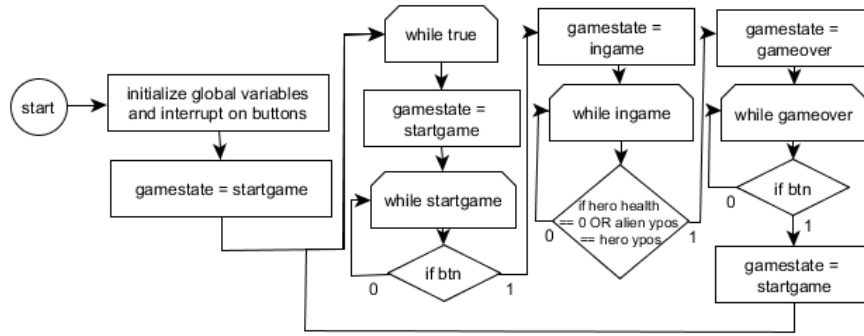 start
initialize global variables
and interrupt on buttons
gamestate = startgame
while true
gamestate =
startgame
while startgame
if btn
0
1
gamestate =
ingame
while ingame
if hero health
== 0 OR alien ypos
== hero ypos
0
1
gamestate =
gameover
while gameover
if btn
0
1
gamestate =
startgame